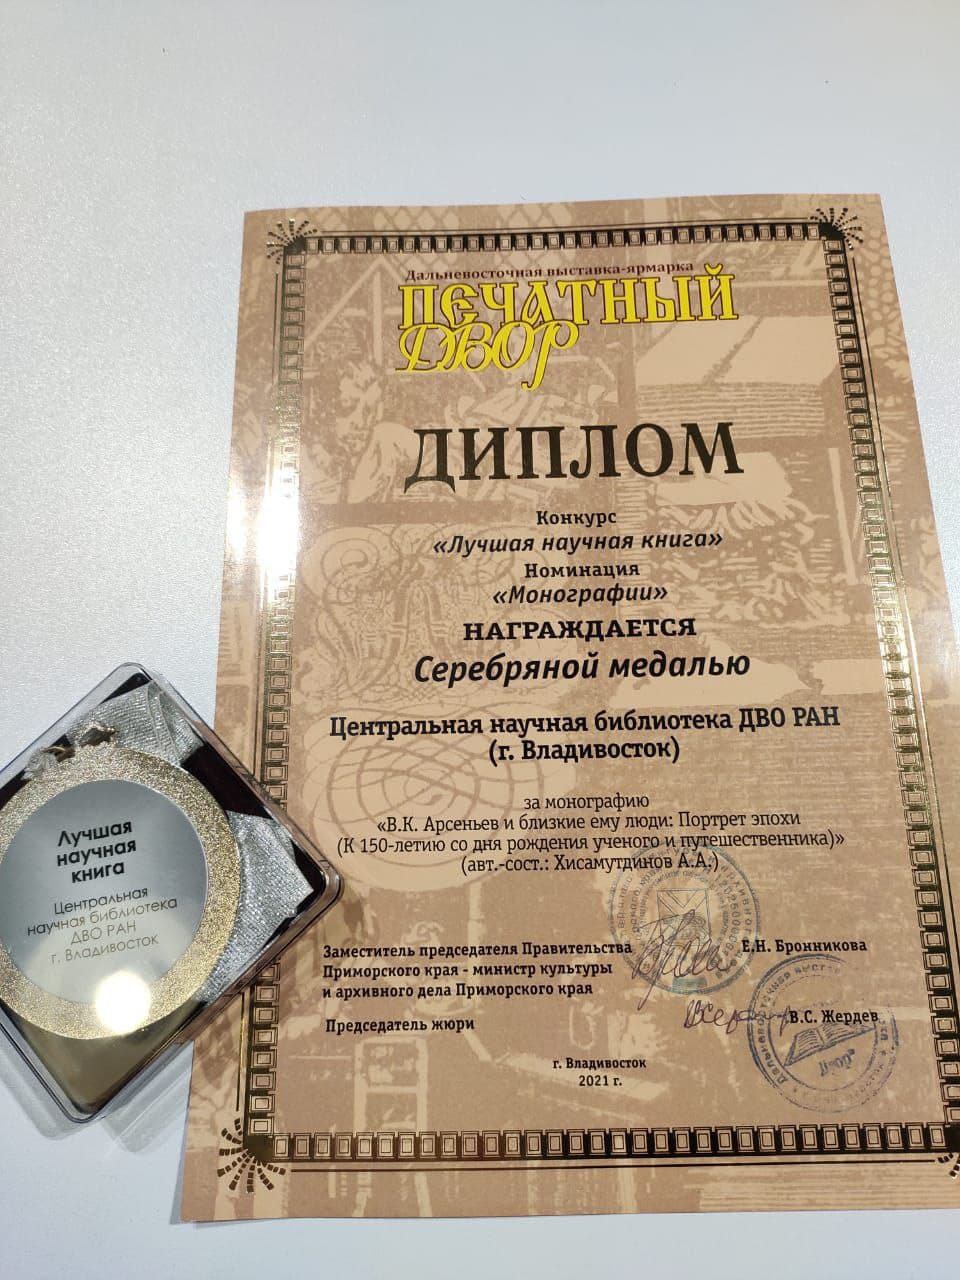 Дальневосточная выставка-ярмарка
ПЕЧАТНЫЙ
ДВОР
ДИПЛОМ
Конкурс
«Лучшая научная книга»
Номинация
«Монографии»
НАГРАЖДАЕТСЯ
Серебряной медалью
Центральная научная библиотека ДВО РАН
(г. Владивосток)
за монографию
«В.К. Арсеньев и близкие ему люди: Портрет эпохи
(К 150-летию со дня рождения ученого и путешественника)»
(авт.-сост.: Хисамутдинов А.А.)
Заместитель председателя Правительства Е.Н. Бронникова
Приморского края - министр культуры
и архивного дела Приморского края
Председатель жюри В.С. Жердев
г. Владивосток
2021 г.
Лучшая
научная
книга
Центральная
научная библиотека
ДВО РАН
г. Владивосток